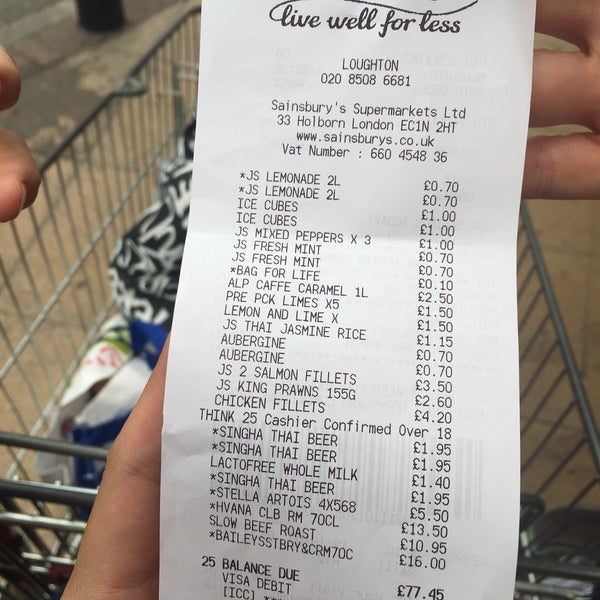 live well for less
LOUGHTON
020 8508 6681
Sainsbury's Supermarkets Ltd
33 Holborn London EC1N 2HT
www.sainsburys.co.uk
Vat Number : 660 4548 36
*JS LEMONADE 2L £0.70
*JS LEMONADE 2L £0.70
ICE CUBES £1.00
ICE CUBES £1.00
JS MIXED PEPPERS X 3 £1.00
JS FRESH MINT £0.70
JS FRESH MINT £0.70
*BAG FOR LIFE £0.10
ALP CAFFE CARAMEL 1L £2.50
PRE PCK LIMES X5 £1.50
LEMON AND LIME X £1.50
JS THAI JASMINE RICE £1.15
AUBERGINE £0.70
AUBERGINE £0.70
JS 2 SALMON FILLETS £3.50
JS KING PRAWNS 155G £2.60
CHICKEN FILLETS £4.20
THINK 25 Cashier Confirmed Over 18
*SINGHA THAI BEER £1.95
*SINGHA THAI BEER £1.95
LACTOFREE WHOLE MILK £1.40
*SINGHA THAI BEER £1.95
*STELLA ARTOIS 4X568 £5.50
*HVANA CLB RM 70CL £13.50
SLOW BEEF ROAST £10.95
*BAILEYSSTBRY&CRM70C £16.00
25 BALANCE DUE £77.45
VISA DEBIT
[ICC]